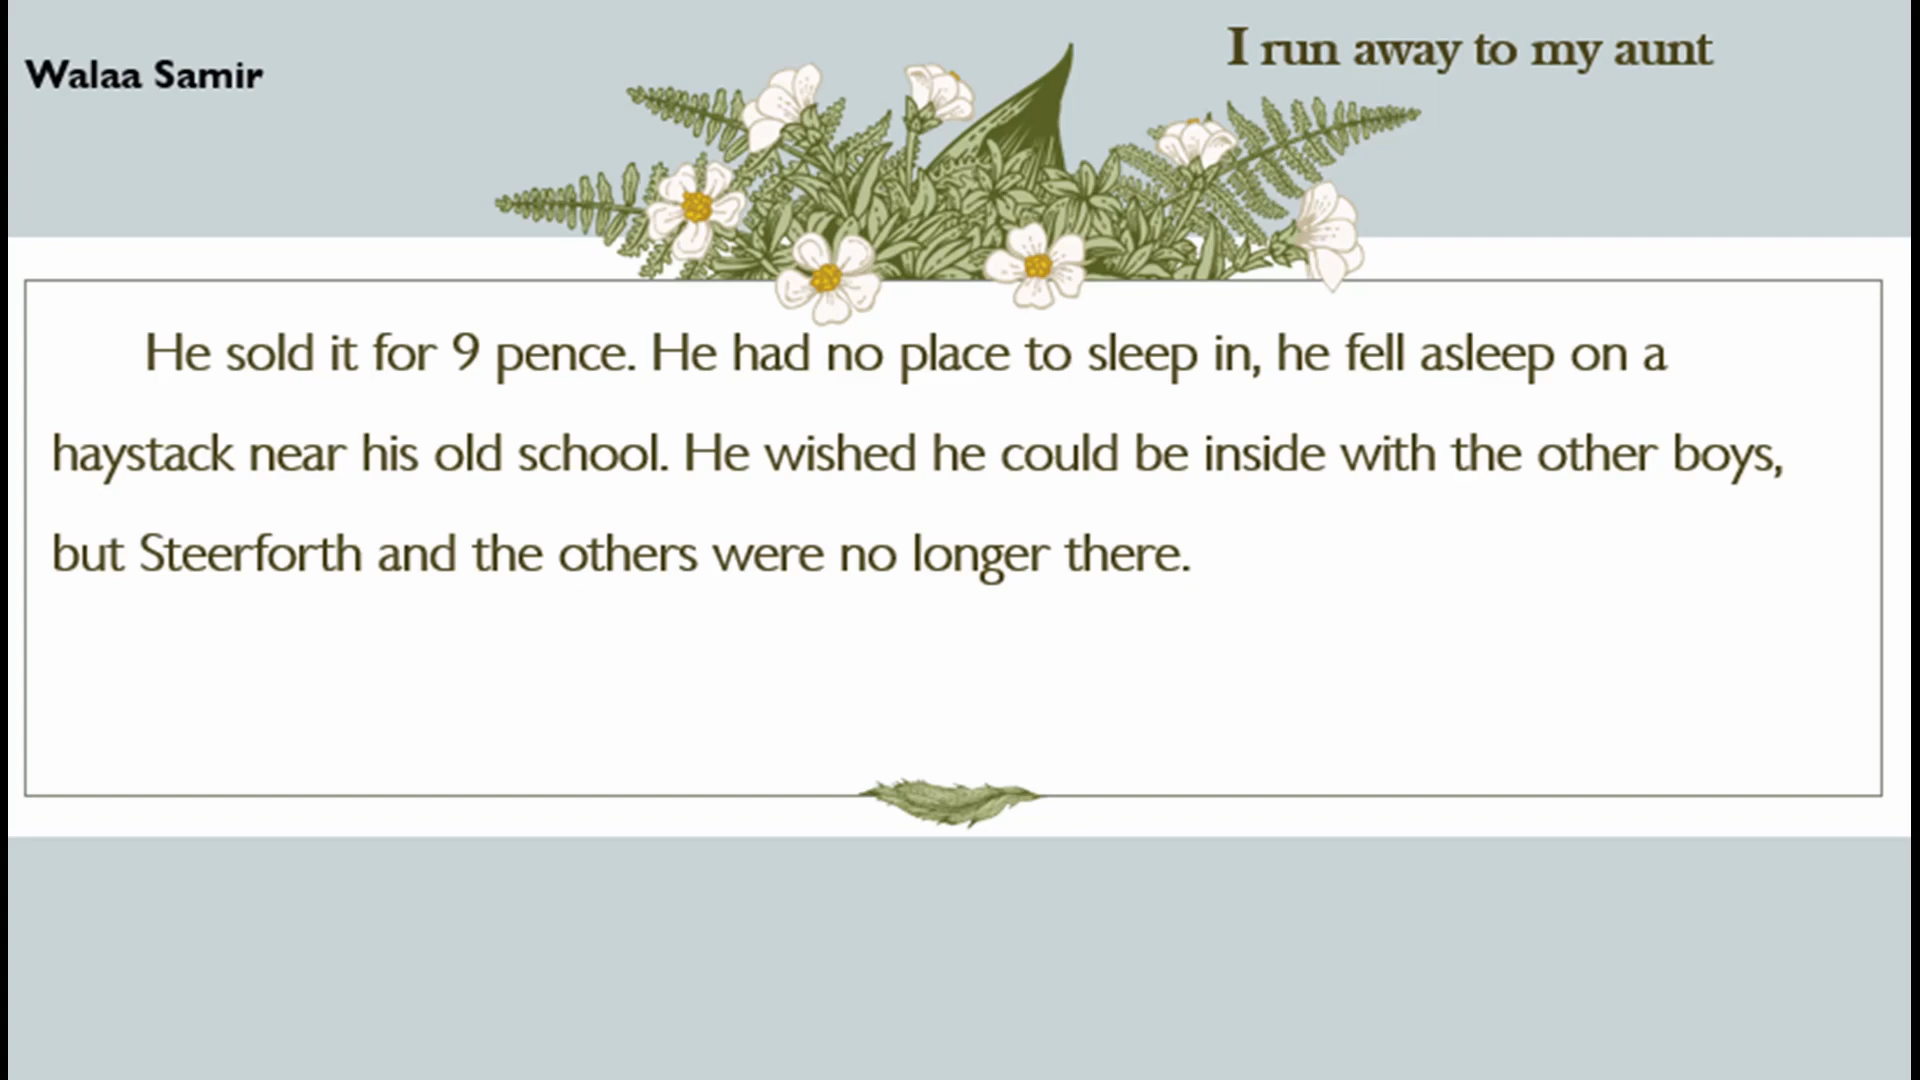 Walaa Samir
I run away to my aunt
He sold it for 9 pence. He had no place to sleep in, he fell asleep on a
haystack near his old school. He wished he could be inside with the other boys,
but Steerforth and the others were no longer there.